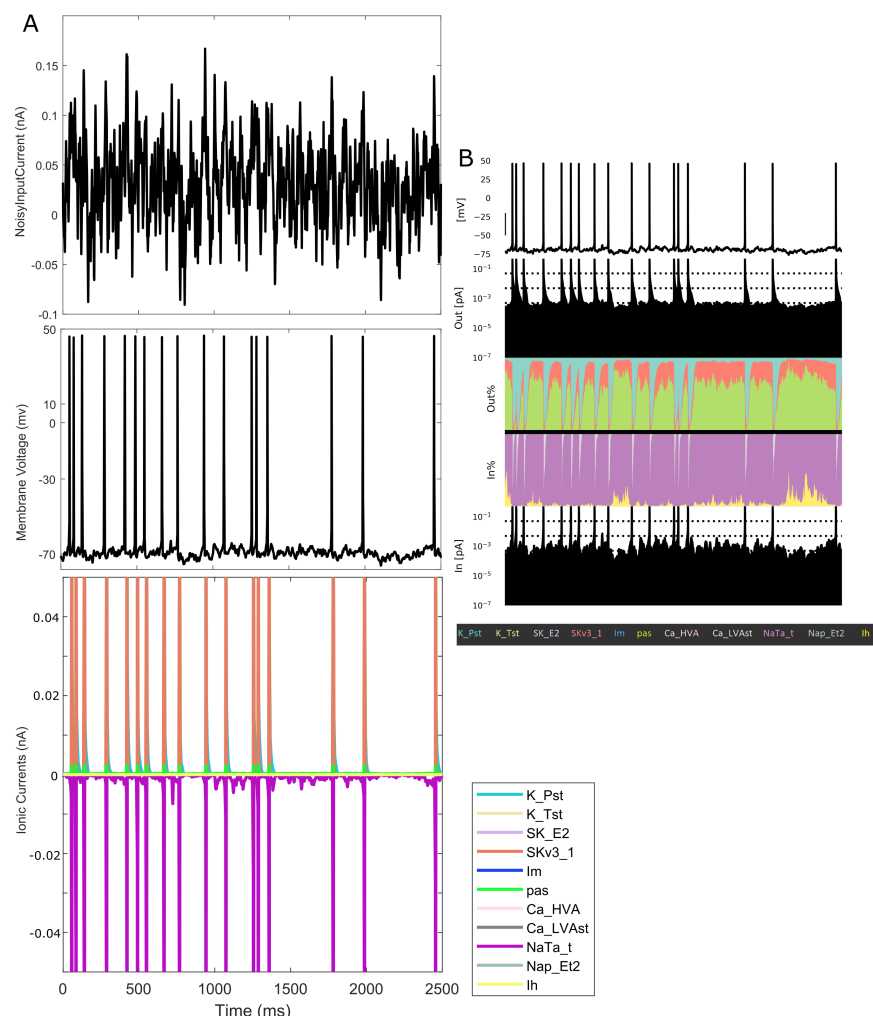 A
NoisyInputCurrent (nA)
0.15
0.1
0.05
0
-0.05
-0.1
Membrane Voltage (mv)
50
10
0
-30
-70
Ionic Currents (nA)
0.04
0.02
0
-0.02
-0.04
0 500 1000 1500 2000 2500
Time (ms)
B
[mV]
50
25
0
−25
−50
−75
Out [pA]
10⁻¹
10⁻³
10⁻⁵
10⁻⁷
Out%
In%
In [pA]
10⁻¹
10⁻³
10⁻⁵
10⁻⁷
K_Pst K_Tst SK_E2 SKv3_1 Im pas Ca_HVA Ca_LVAst NaTa_t Nap_Et2 Ih
K_Pst
K_Tst
SK_E2
SKv3_1
Im
pas
Ca_HVA
Ca_LVAst
NaTa_t
Nap_Et2
Ih